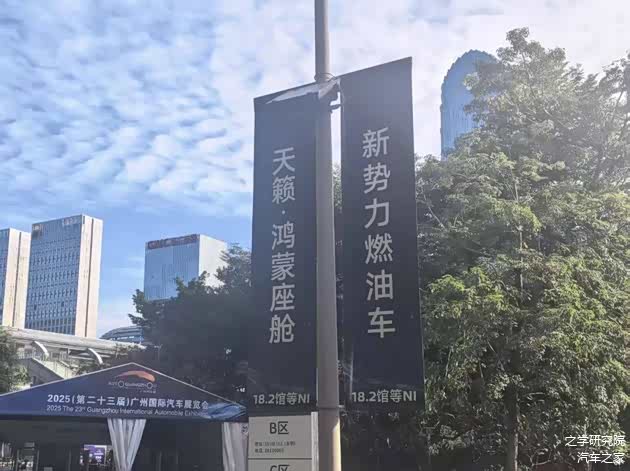 天籁·鸿蒙座舱
18.2馆等NI
新势力燃油车
18.2馆等NI
AUTO GUANGZHOU
2025(第二十三届)广州国际汽车展览会
2025 The 23rd Guangzhou International Automobile Exhibi
B区
C区
之学研究院
汽车之家